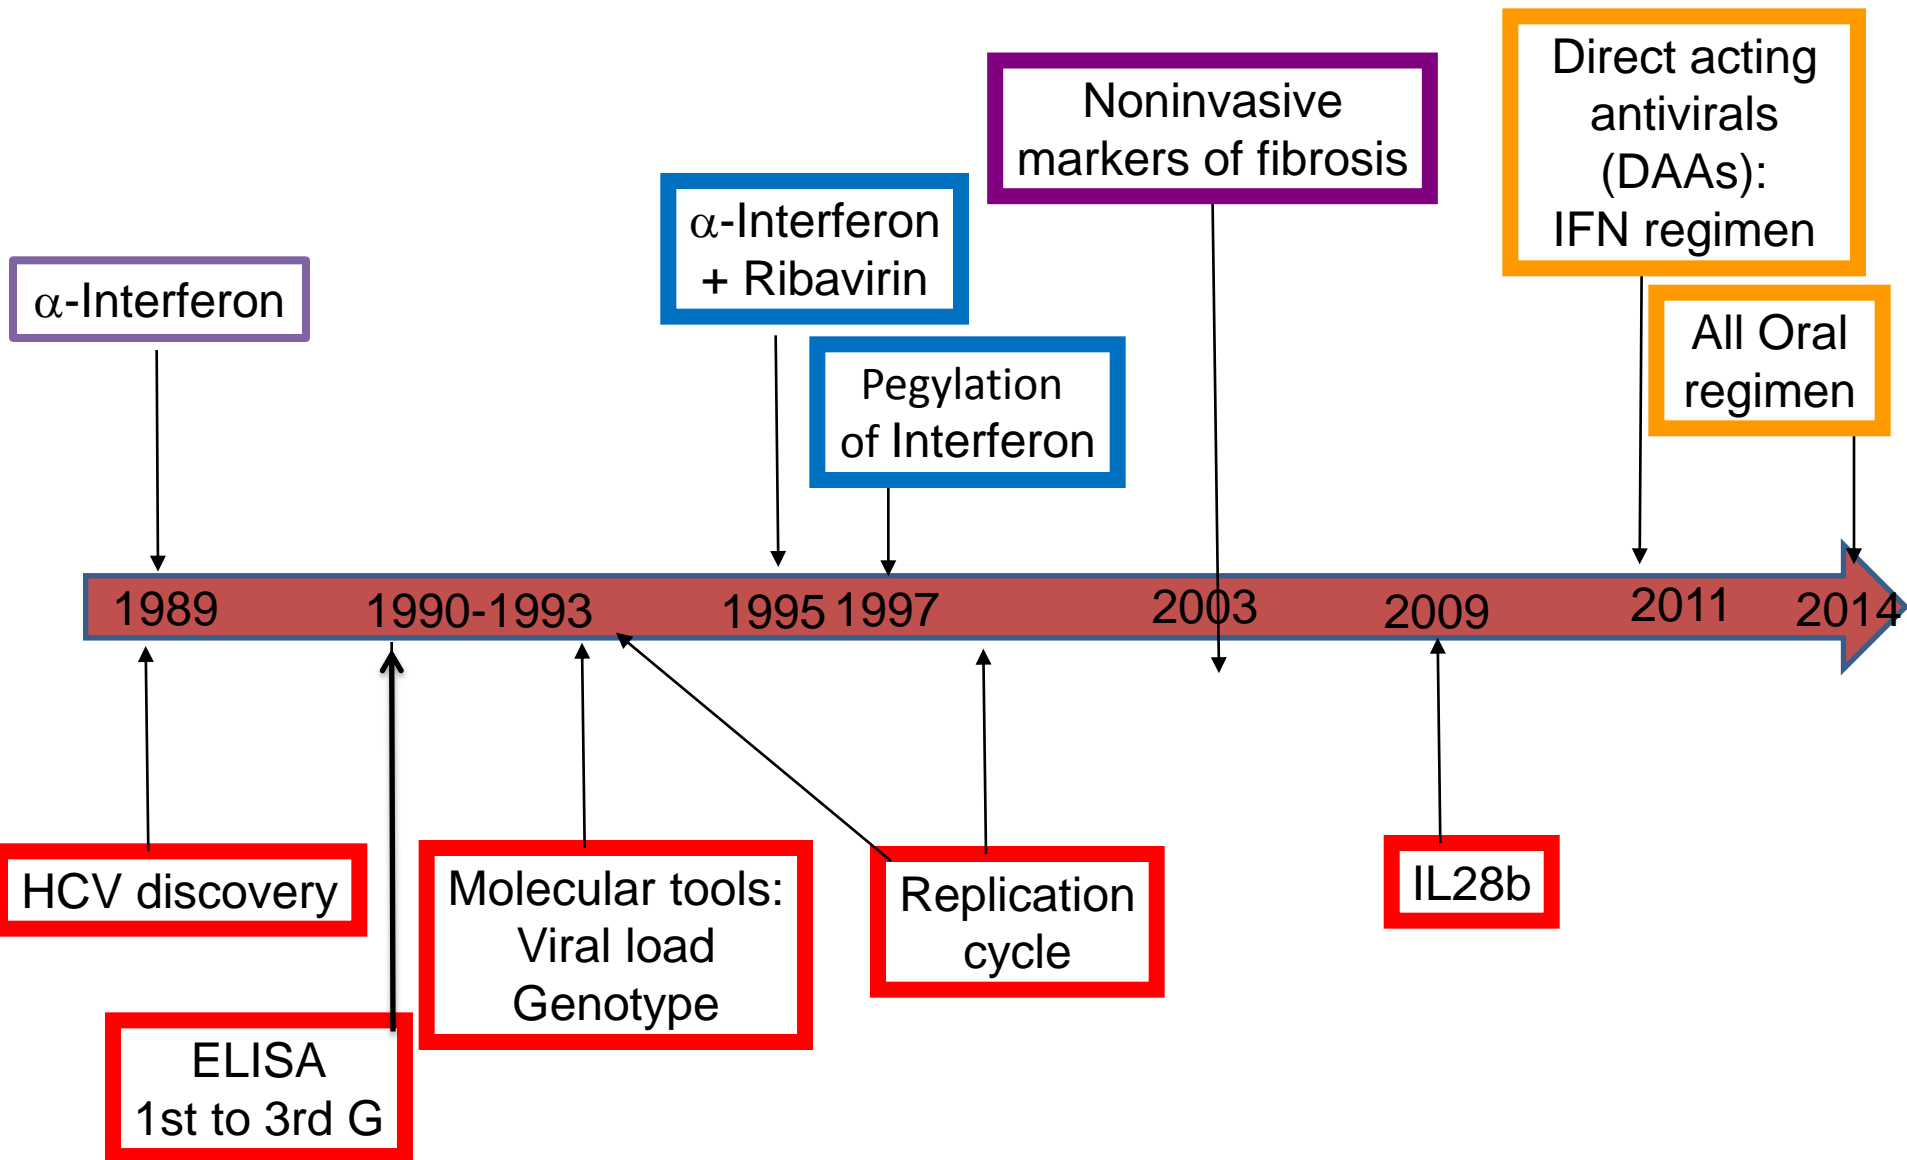 Direct acting
antivirals
(DAAs):
IFN regimen
Noninvasive
markers of fibrosis
α-Interferon
+ Ribavirin
α-Interferon
All Oral
regimen
Pegylation
of Interferon
1989
1990-1993
1995
1997
2003
2009
2011
2014
HCV discovery
Molecular tools:
Viral load
Genotype
Replication
cycle
IL28b
ELISA
1st to 3rd G